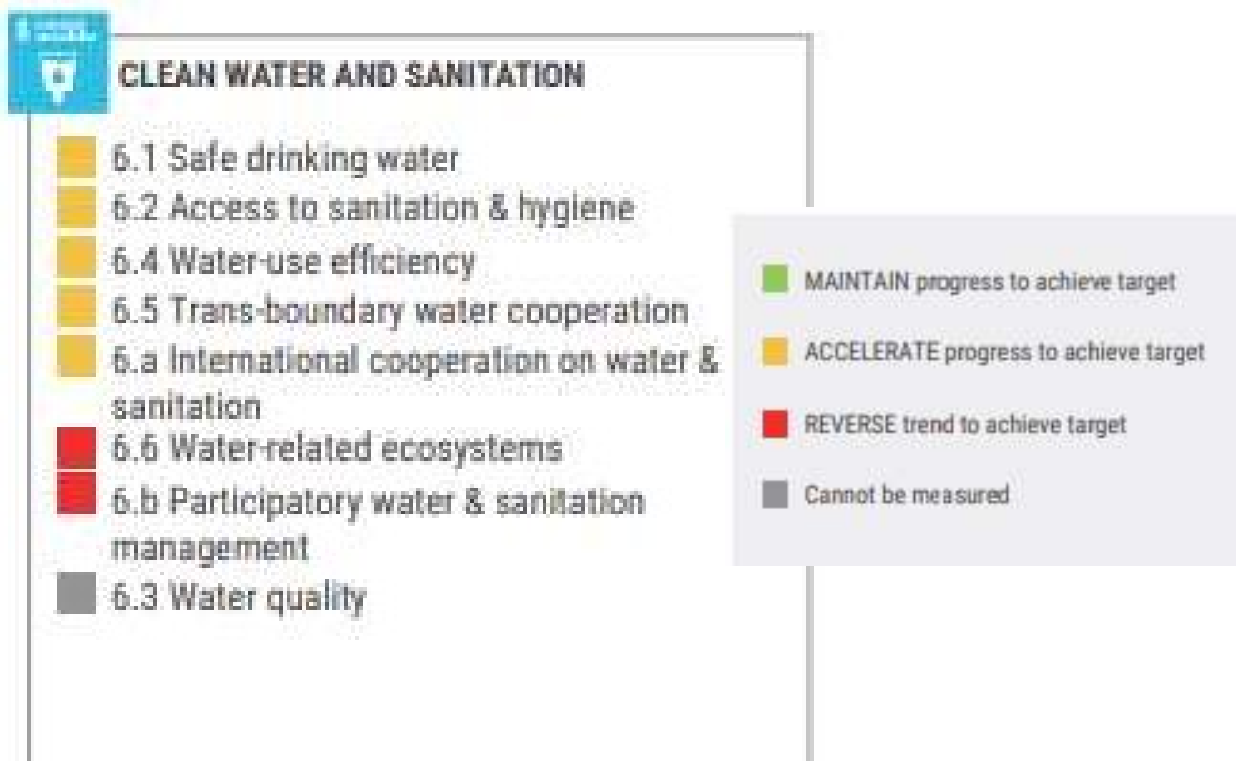 CLEAN WATER AND SANITATION
6.1 Safe drinking water
6.2 Access to sanitation & hygiene
6.4 Water-use efficiency
6.5 Trans-boundary water cooperation
6.a International cooperation on water &
sanitation
6.6 Water-related ecosystems
6.b Participatory water & sanitation
management
6.3 Water quality
MAINTAIN progress to achieve target
ACCELERATE progress to achieve target
REVERSE trend to achieve target
Cannot be measured